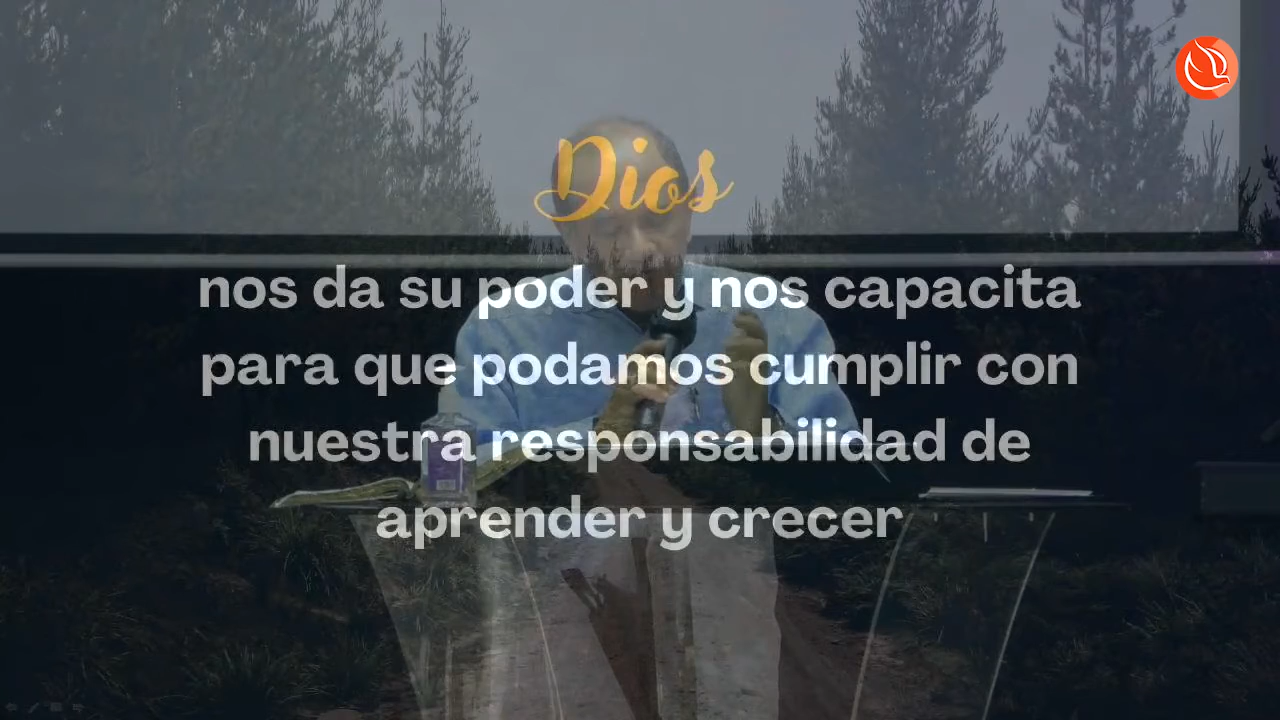 Dios
nos da su poder y nos capacita
para que podamos cumplir con
nuestra responsabilidad de
aprender y crecer